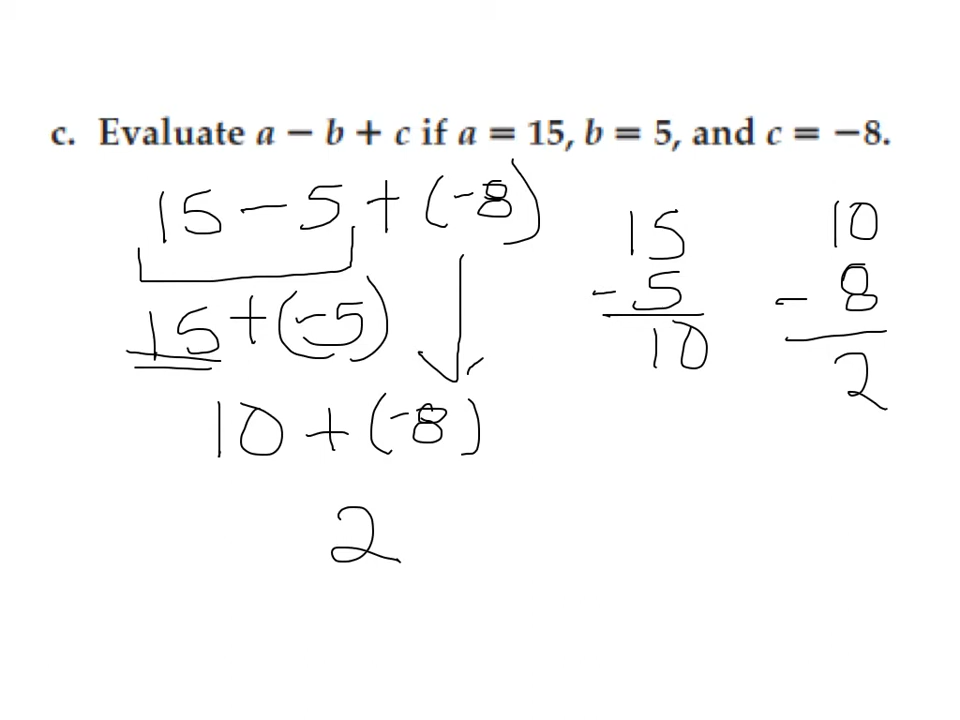 c. Evaluate a − b + c if a = 15, b = 5, and c = −8.
15 − 5 + (-8)
15 + (-5)
10 + (-8)
2
15
- 5
10
10
- 8
2